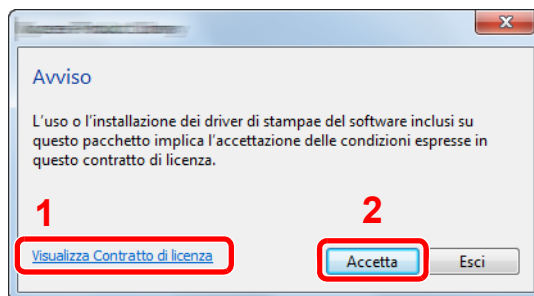 Avviso
L'uso o l'installazione dei driver di stampae del software inclusi su
questo pacchetto implica l'accettazione delle condizioni espresse in
questo contratto di licenza.
1
2
Visualizza Contratto di licenza
Accetta
Esci